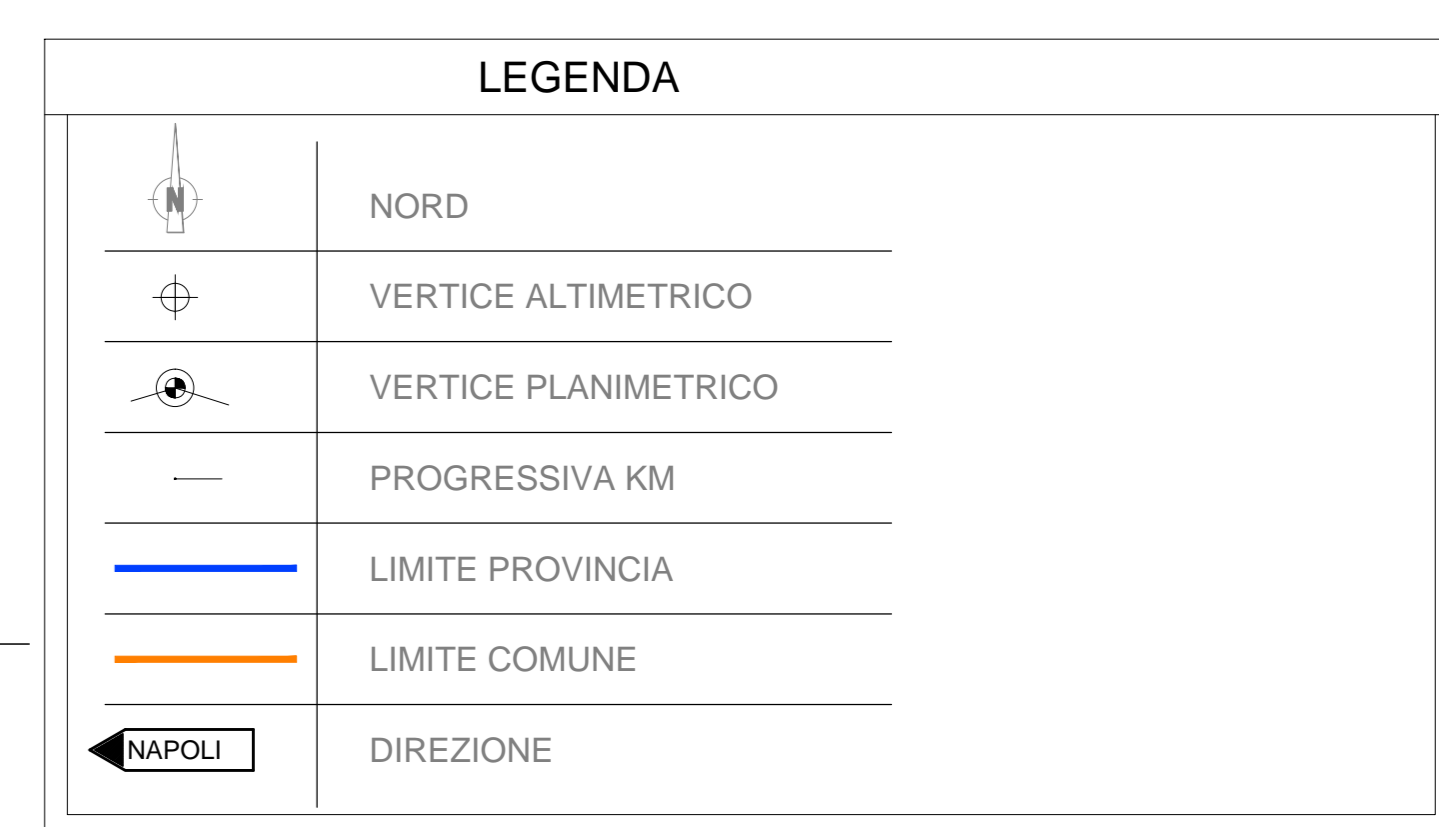 LEGENDA
N
NORD
VERTICE ALTIMETRICO
VERTICE PLANIMETRICO
PROGRESSIVA KM
LIMITE PROVINCIA
LIMITE COMUNE
NAPOLI
DIREZIONE